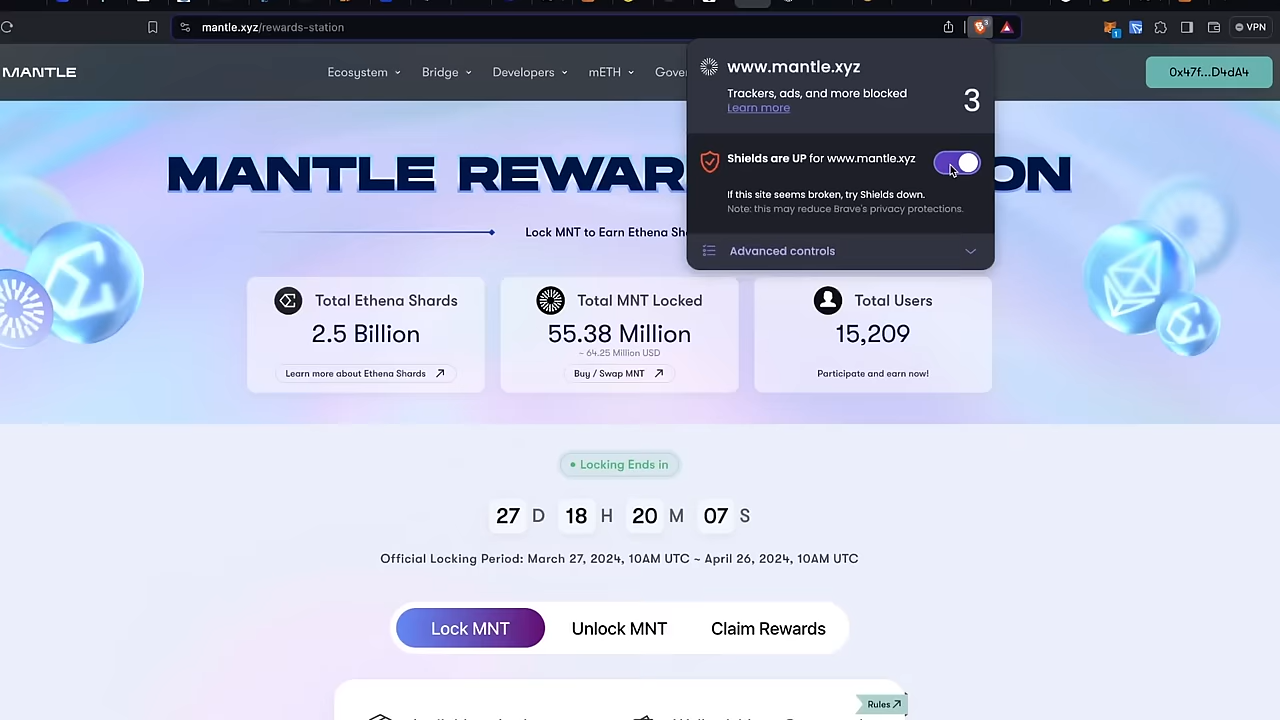 mantle.xyz/rewards-station
3
1
VPN
MANTLE
Ecosystem
Bridge
Developers
mETH
Gover
0x47f...D4dA4
www.mantle.xyz
Trackers, ads, and more blocked
Learn more
3
Shields are UP for www.mantle.xyz
If this site seems broken, try Shields down.
Note: this may reduce Brave's privacy protections.
Advanced controls
MANTLE REWAR
ON
Lock MNT to Earn Ethena Sh
Total Ethena Shards
2.5 Billion
Learn more about Ethena Shards
Total MNT Locked
55.38 Million
~ 64.25 Million USD
Buy / Swap MNT
Total Users
15,209
Participate and earn now!
Locking Ends in
27 D 18 H 20 M 07 S
Official Locking Period: March 27, 2024, 10AM UTC ~ April 26, 2024, 10AM UTC
Lock MNT
Unlock MNT
Claim Rewards
Rules